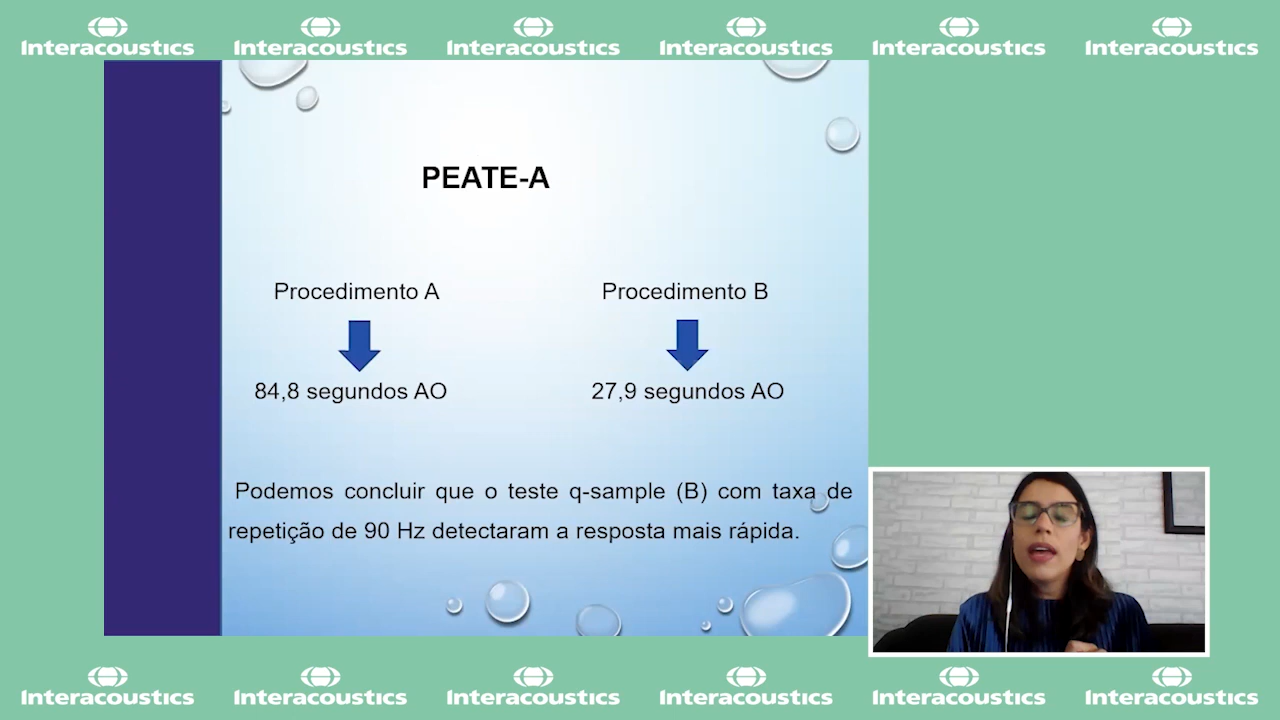 Interacoustics Interacoustics Interacoustics Interacoustics Interacoustics Interacoustics
PEATE-A
Procedimento A
Procedimento B
84,8 segundos AO
27,9 segundos AO
Podemos concluir que o teste q-sample (B) com taxa de
repetição de 90 Hz detectaram a resposta mais rápida.
Interacoustics Interacoustics Interacoustics Interacoustics Interacoustics Interacoustics